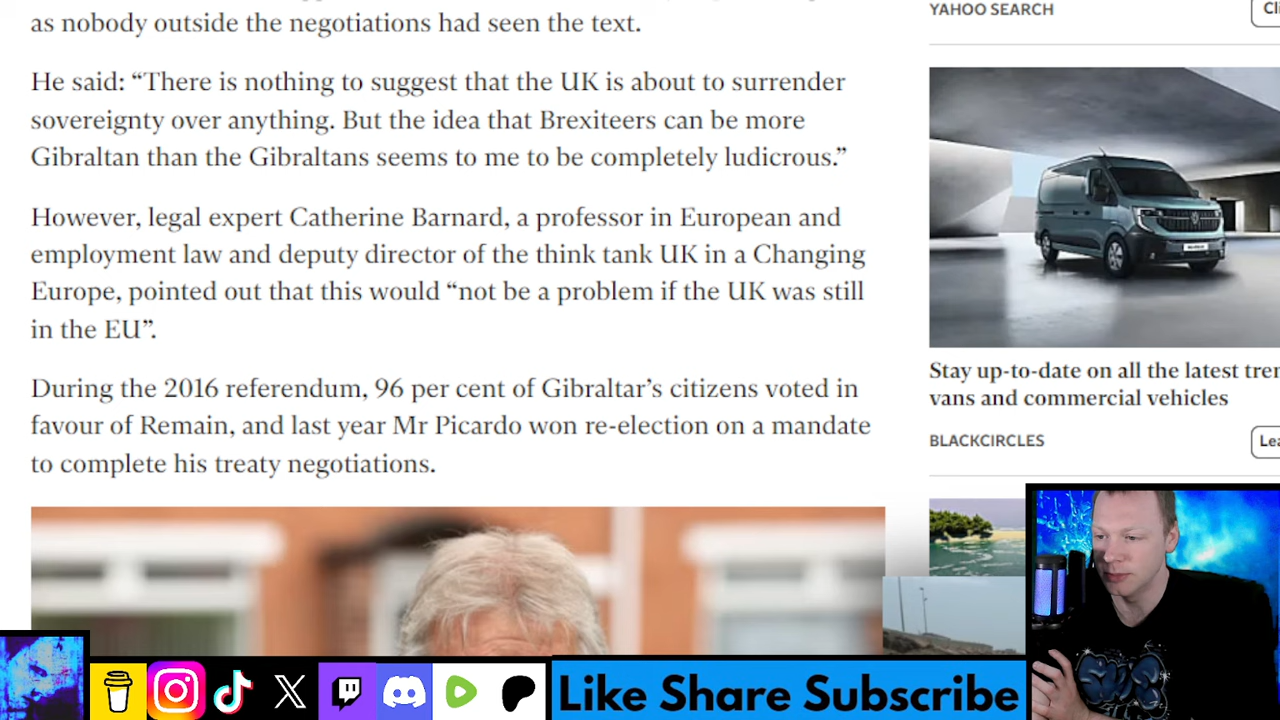 as nobody outside the negotiations had seen the text.
He said: “There is nothing to suggest that the UK is about to surrender
sovereignty over anything. But the idea that Brexiteers can be more
Gibraltan than the Gibraltans seems to me to be completely ludicrous.”
However, legal expert Catherine Barnard, a professor in European and
employment law and deputy director of the think tank UK in a Changing
Europe, pointed out that this would “not be a problem if the UK was still
in the EU”.
During the 2016 referendum, 96 per cent of Gibraltar’s citizens voted in
favour of Remain, and last year Mr Picardo won re-election on a mandate
to complete his treaty negotiations.
YAHOO SEARCH
Cli
Stay up-to-date on all the latest tren
vans and commercial vehicles
BLACKCIRCLES
Lea
Like Share Subscribe